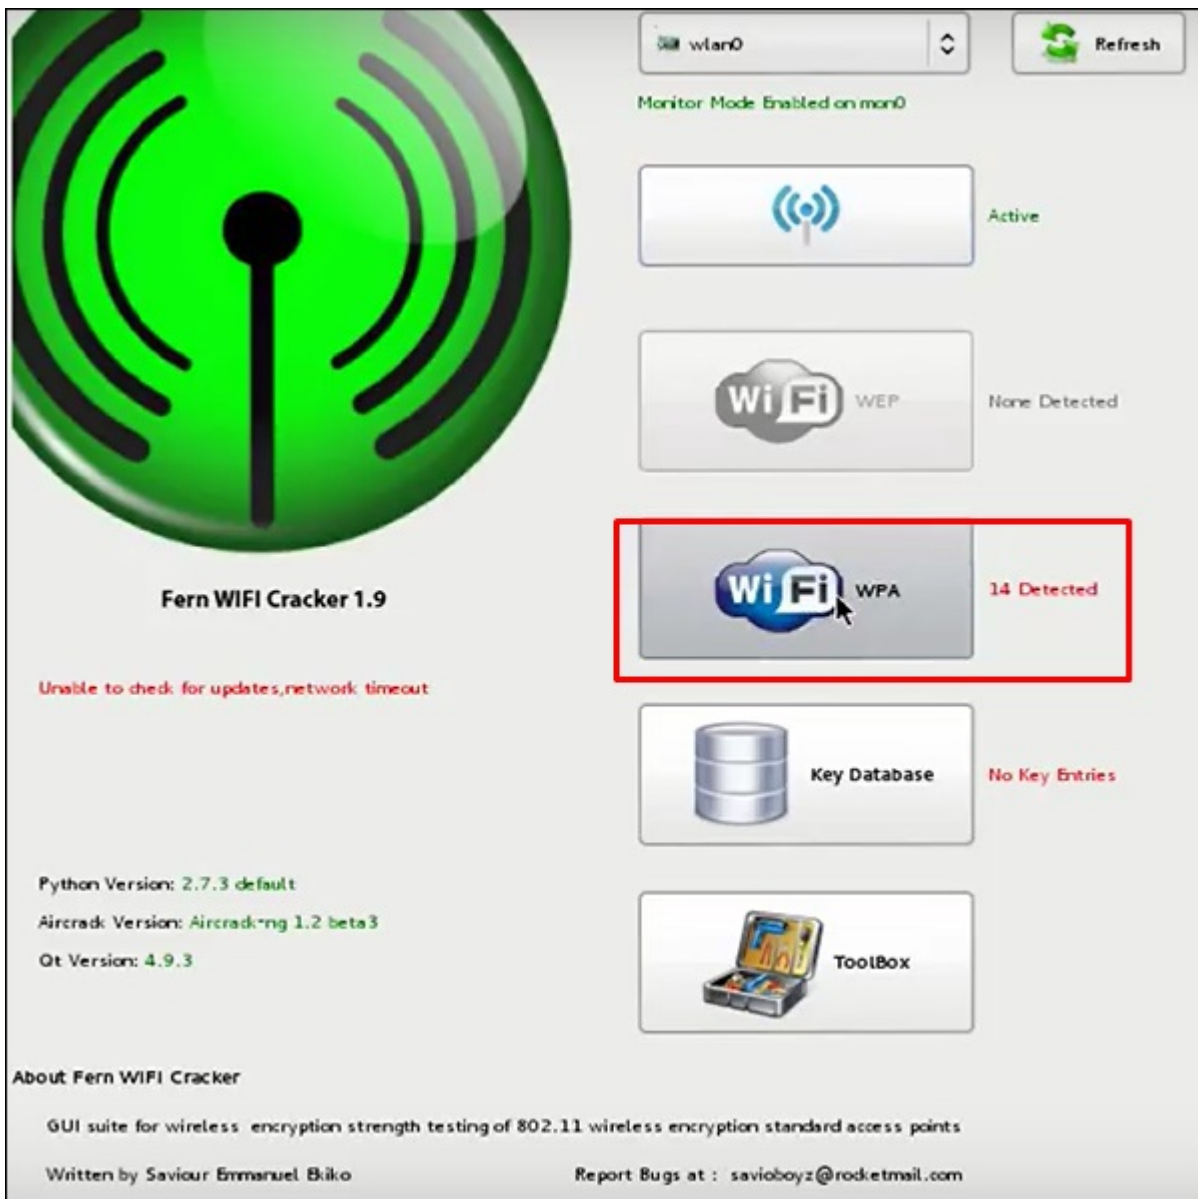 wlan0
Refresh
Monitor Mode Enabled on mon0
Active
WiFi WEP
None Detected
WiFi WPA
14 Detected
Fern WIFI Cracker 1.9
Unable to check for updates,network timeout
Key Database
No Key Entries
Python Version: 2.7.3 default
Aircrack Version: Aircrack-ng 1.2 beta3
Qt Version: 4.9.3
ToolBox
About Fern WIFI Cracker
GUI suite for wireless encryption strength testing of 802.11 wireless encryption standard access points
Written by Saviour Emmanuel Ekiko
Report Bugs at : savioboyz@rocketmail.com